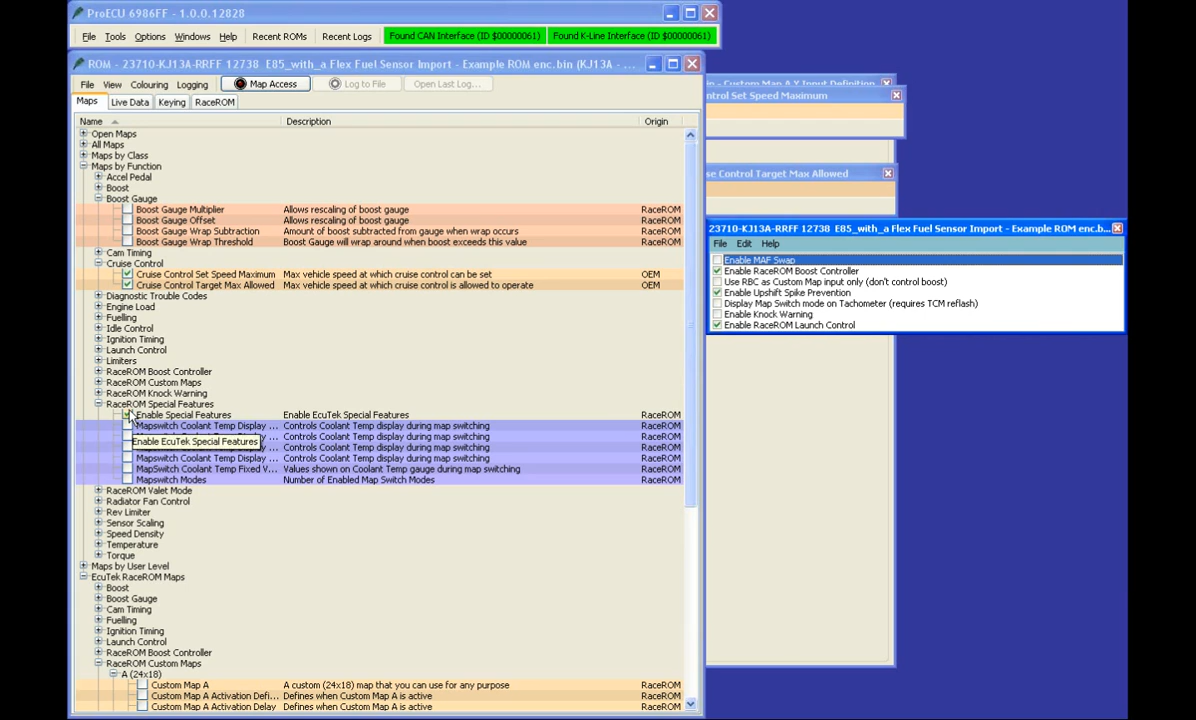 ProECU 6986FF - 1.0.0.12828
File Tools Options Windows Help Recent ROMs Recent Logs Found CAN Interface (ID $00000061) Found K-Line Interface (ID $00000061)
ROM - 23710-KJ13A-RRFF 12738 E85_with_a Flex Fuel Sensor Import - Example ROM enc.bin (KJ13A - ...
File View Colouring Logging Map Access Log to File Open Last Log...
Maps Live Data Keying RaceROM
Name Description Origin
Open Maps
All Maps
Maps by Class
Maps by Function
Accel Pedal
Boost
Boost Gauge
Boost Gauge Multiplier Allows rescaling of boost gauge RaceROM
Boost Gauge Offset Allows rescaling of boost gauge RaceROM
Boost Gauge Wrap Subtraction Amount of boost subtracted from gauge when wrap occurs RaceROM
Boost Gauge Wrap Threshold Boost Gauge will wrap around when boost exceeds this value RaceROM
Cam Timing
Cruise Control
Cruise Control Set Speed Maximum Max vehicle speed at which cruise control can be set OEM
Cruise Control Target Max Allowed Max vehicle speed at which cruise control is allowed to operate OEM
Diagnostic Trouble Codes
Engine Load
Fuelling
Idle Control
Ignition Timing
Launch Control
Limiters
RaceROM Boost Controller
RaceROM Custom Maps
RaceROM Knock Warning
RaceROM Special Features
Enable Special Features Enable EcuTek Special Features RaceROM
Mapswitch Coolant Temp Display ... Controls Coolant Temp display during map switching RaceROM
Controls Coolant Temp display during map switching RaceROM
Enable EcuTek Special Features
Controls Coolant Temp display during map switching RaceROM
Mapswitch Coolant Temp Display ... Controls Coolant Temp display during map switching RaceROM
MapSwitch Coolant Temp Fixed V... Values shown on Coolant Temp gauge during map switching RaceROM
Mapswitch Modes Number of Enabled Map Switch Modes RaceROM
RaceROM Valet Mode
Radiator Fan Control
Rev Limiter
Sensor Scaling
Speed Density
Temperature
Torque
Maps by User Level
EcuTek RaceROM Maps
Boost
Boost Gauge
Cam Timing
Fuelling
Ignition Timing
Launch Control
RaceROM Boost Controller
RaceROM Custom Maps
A (24x18)
Custom Map A A custom (24x18) map that you can use for any purpose RaceROM
Custom Map A Activation Defi... Defines when Custom Map A is active RaceROM
Custom Map A Activation Delay Defines when Custom Map A is active RaceROM
- Custom Map A Y Input Definition
ntrol Set Speed Maximum
se Control Target Max Allowed
23710-KJ13A-RRFF 12738 E85_with_a Flex Fuel Sensor Import - Example ROM enc.b...
File Edit Help
Enable MAF Swap
Enable RaceROM Boost Controller
Use RBC as Custom Map input only (don't control boost)
Enable Upshift Spike Prevention
Display Map Switch mode on Tachometer (requires TCM reflash)
Enable Knock Warning
Enable RaceROM Launch Control